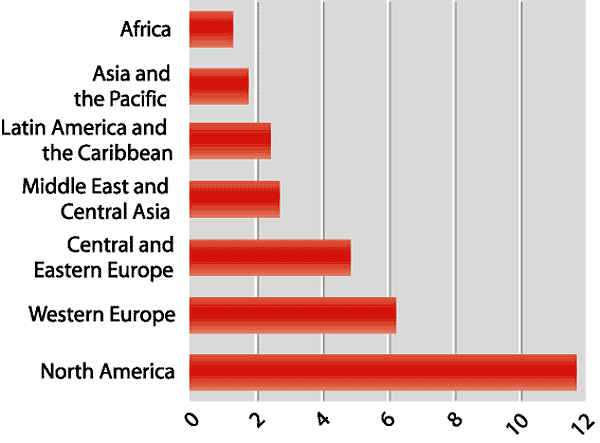 Africa
Asia and
the Pacific
Latin America and
the Caribbean
Middle East and
Central Asia
Central and
Eastern Europe
Western Europe
North America
0 2 4 6 8 10 12